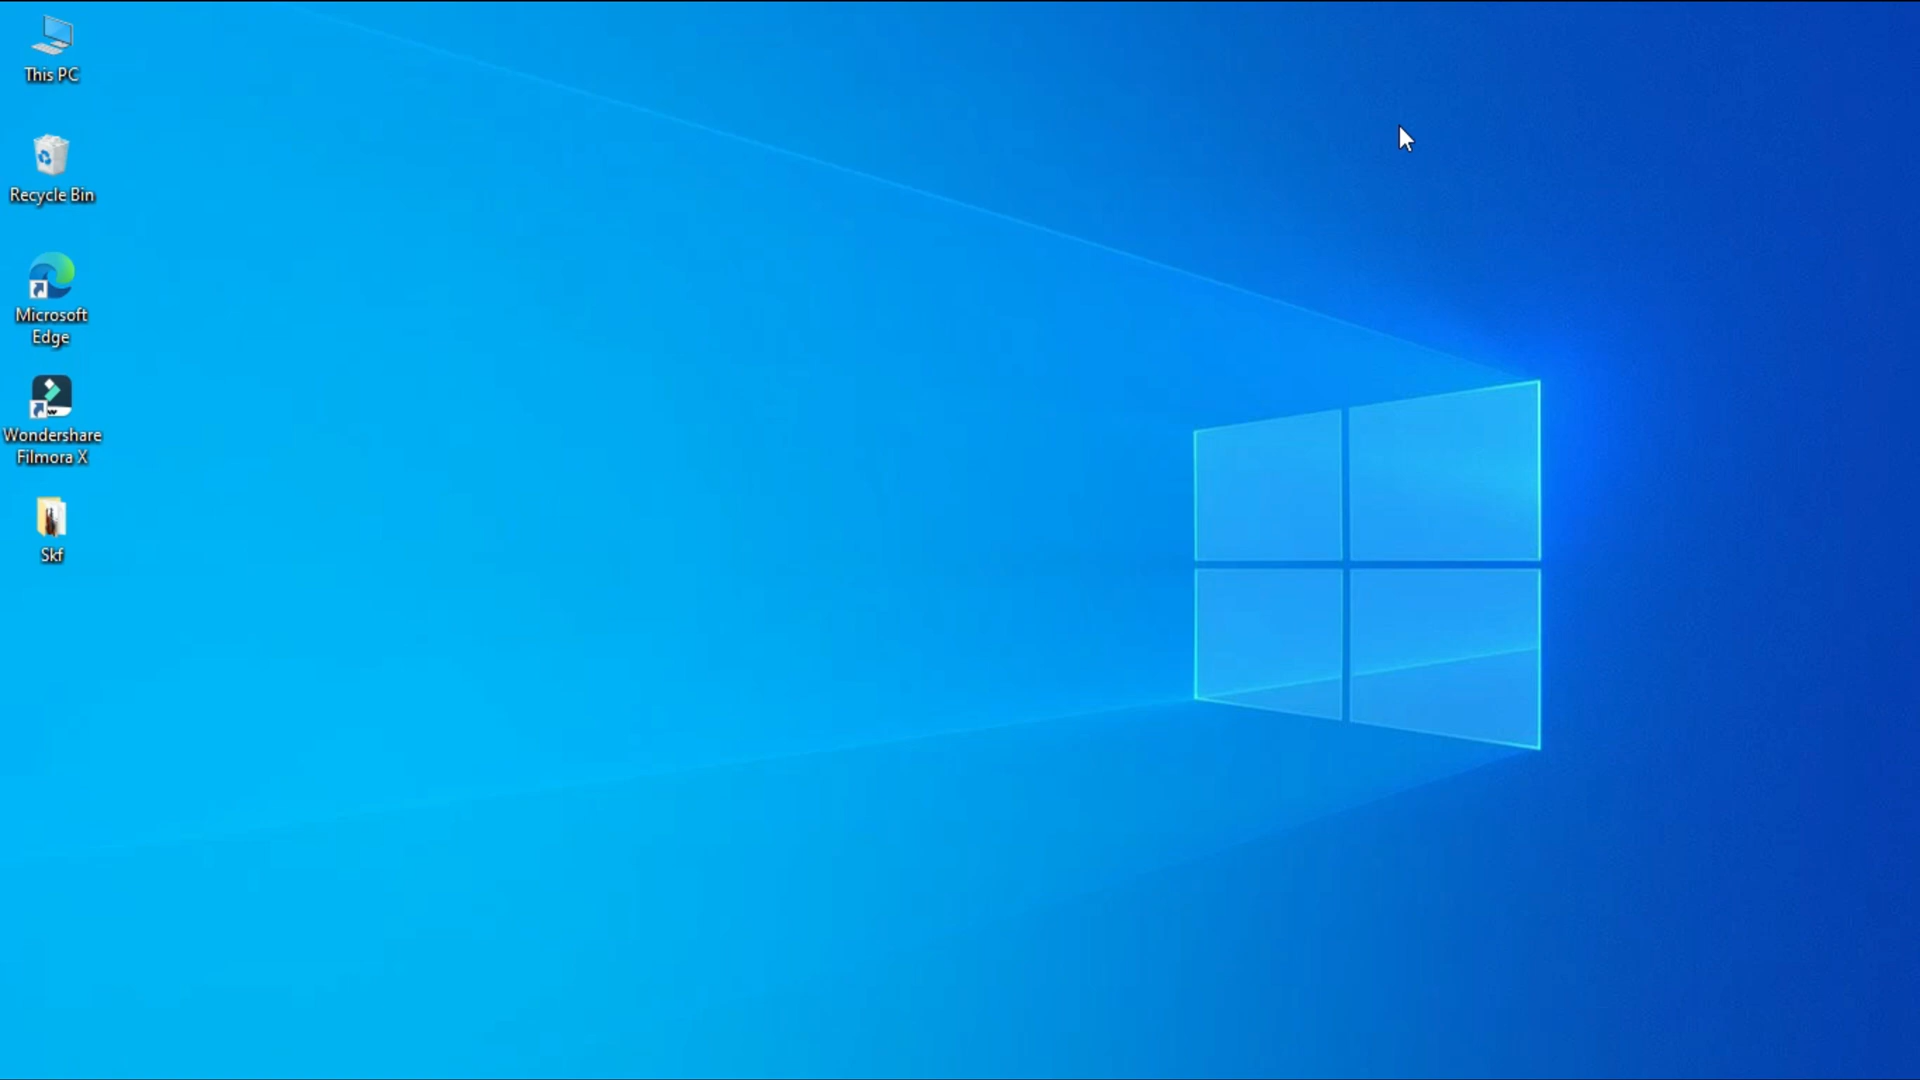 This PC
Recycle Bin
Microsoft
Edge
Wondershare
Filmora X
Skf